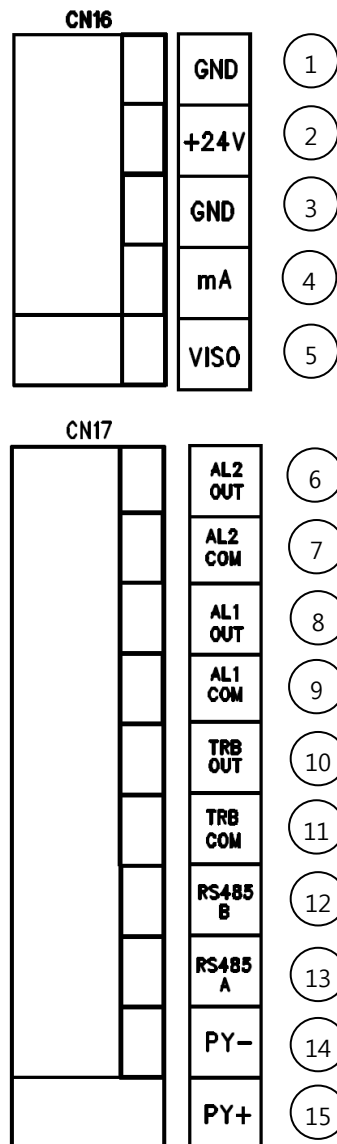 CN16
GND 1
+24V 2
GND 3
mA 4
VISO 5
CN17
AL2
OUT 6
AL2
COM 7
AL1
OUT 8
AL1
COM 9
TRB
OUT 10
TRB
COM 11
RS485
B 12
RS485
A 13
PY- 14
PY+ 15